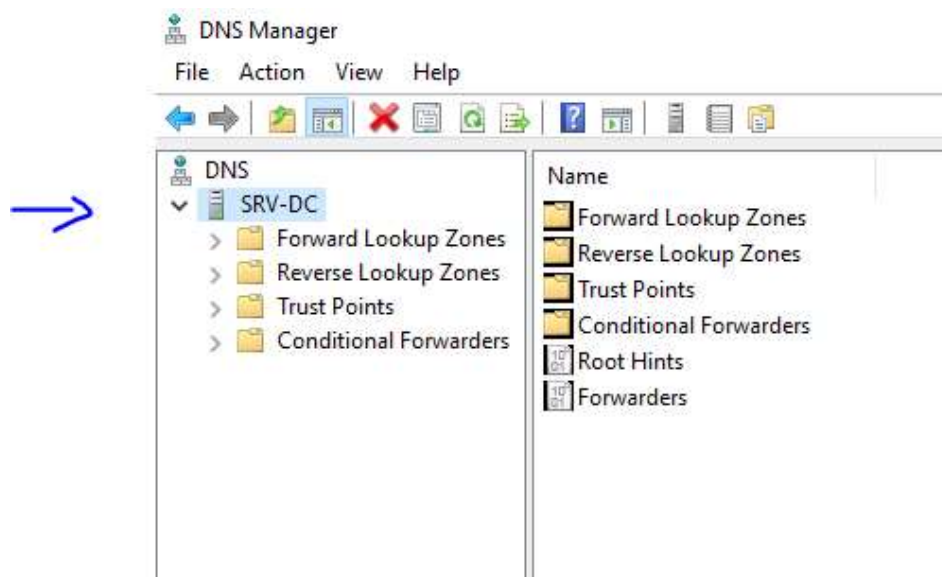 DNS Manager
File Action View Help
DNS
SRV-DC
Forward Lookup Zones
Reverse Lookup Zones
Trust Points
Conditional Forwarders
Name
Forward Lookup Zones
Reverse Lookup Zones
Trust Points
Conditional Forwarders
Root Hints
Forwarders